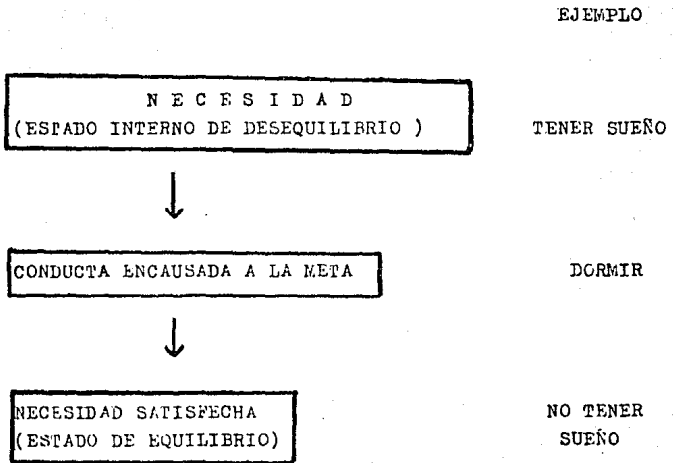 EJEMPLO
N E C E S I D A D
(ESTADO INTERNO DE DESEQUILIBRIO )
TENER SUEÑO
CONDUCTA ENCAUSADA A LA META
DORMIR
NECESIDAD SATISFECHA
(ESTADO DE EQUILIBRIO)
NO TENER
SUEÑO